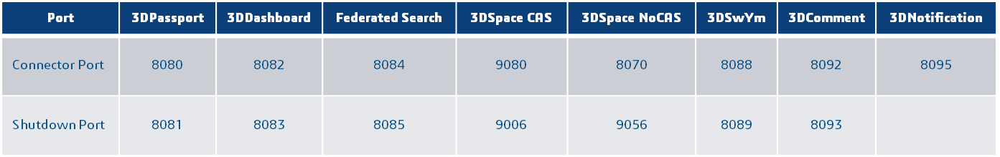 Port 3DPassport 3DDashboard Federated Search 3DSpace CAS 3DSpace NoCAS 3DSwYm 3DComment 3DNotification
Connector Port 8080 8082 8084 9080 8070 8088 8092 8095
Shutdown Port 8081 8083 8085 9006 9056 8089 8093